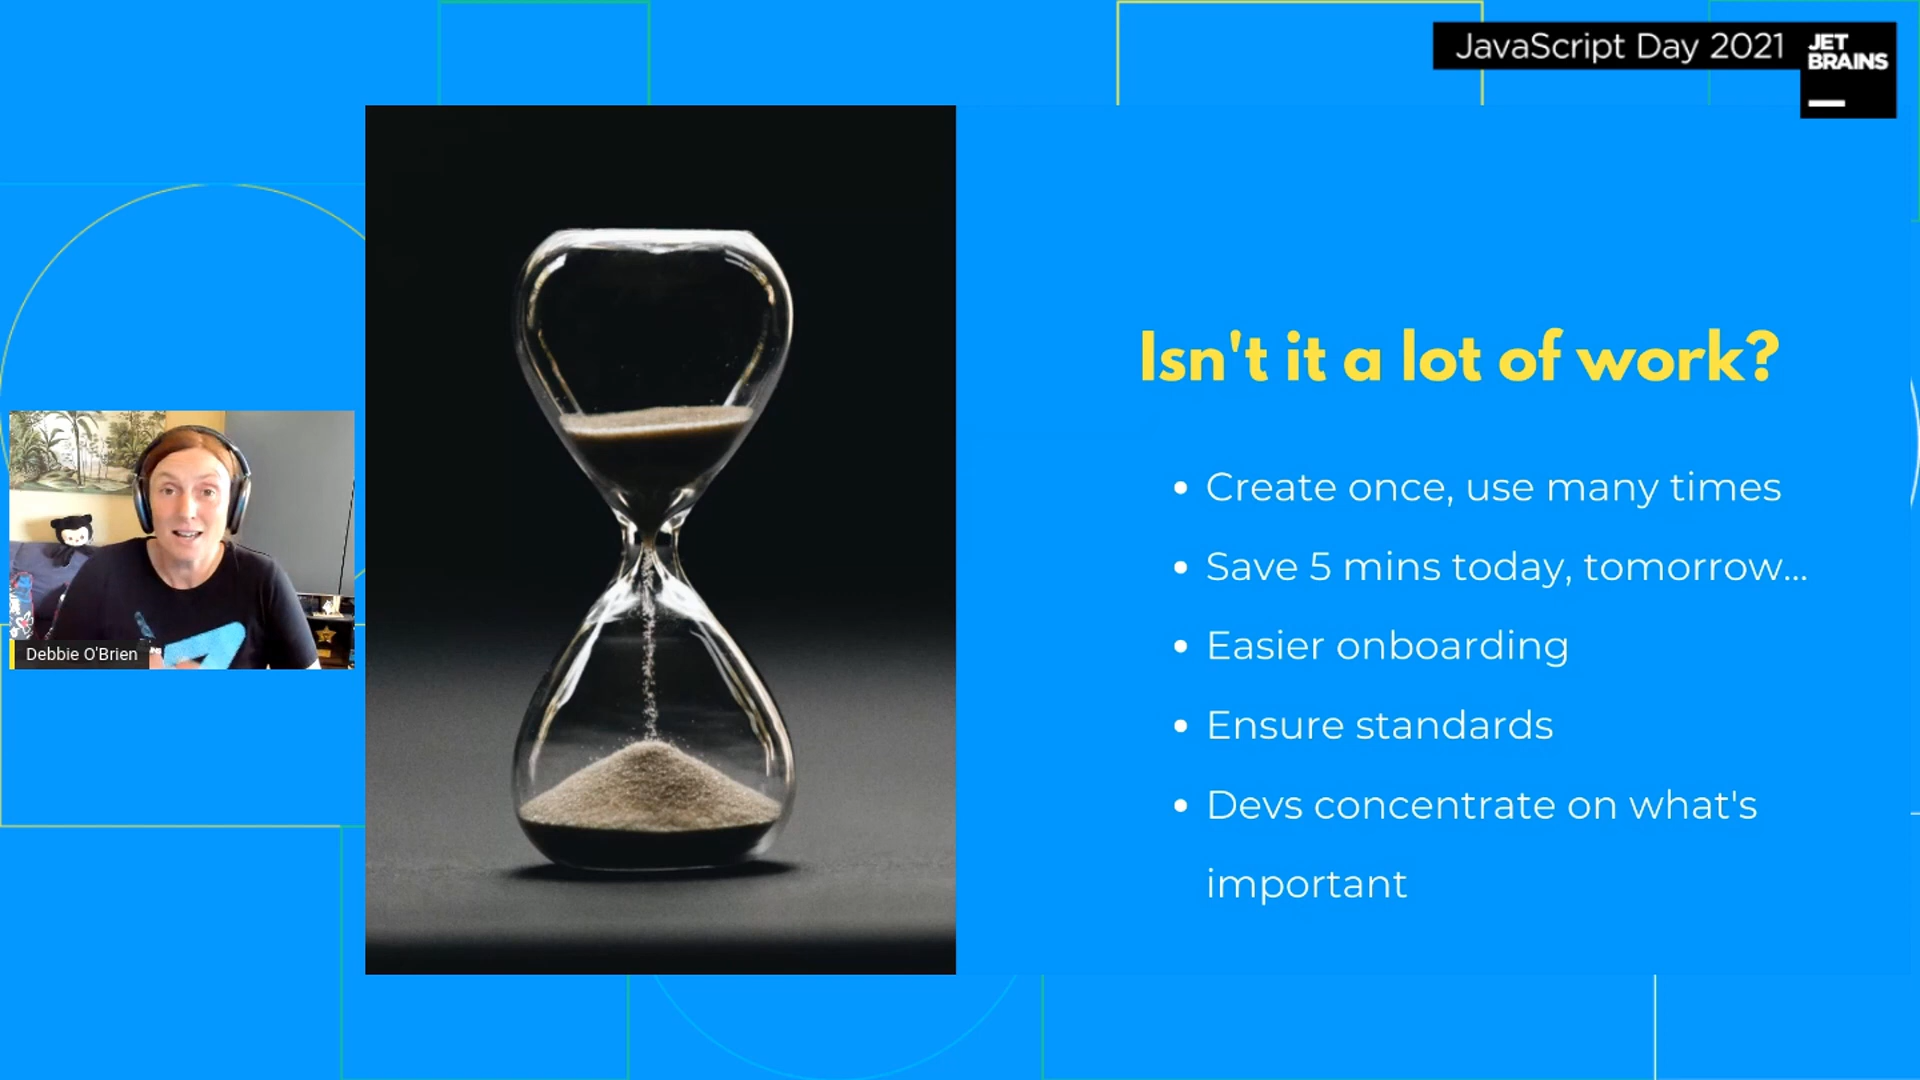 JavaScript Day 2021
JET
BRAINS
Isn't it a lot of work?
Create once, use many times
Save 5 mins today, tomorrow...
Easier onboarding
Ensure standards
Devs concentrate on what's
important
Debbie O'Brien